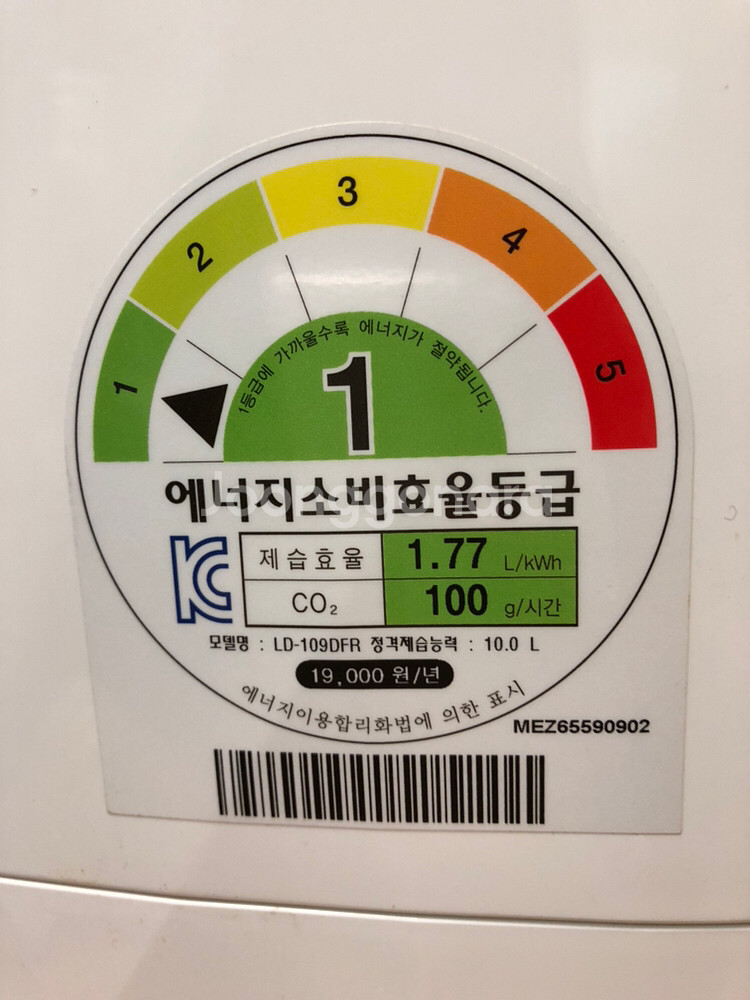 1
2
3
4
5
1등급에 가까울수록 에너지가 절약됩니다.
1
에너지소비효율등급
Joonggonara
제습효율 1.77 L/kWh
CO₂ 100 g/시간
모델명 : LD-109DFR 정격제습능력 : 10.0 L
19,000 원/년
에너지이용합리화법에 의한 표시
MEZ65590902